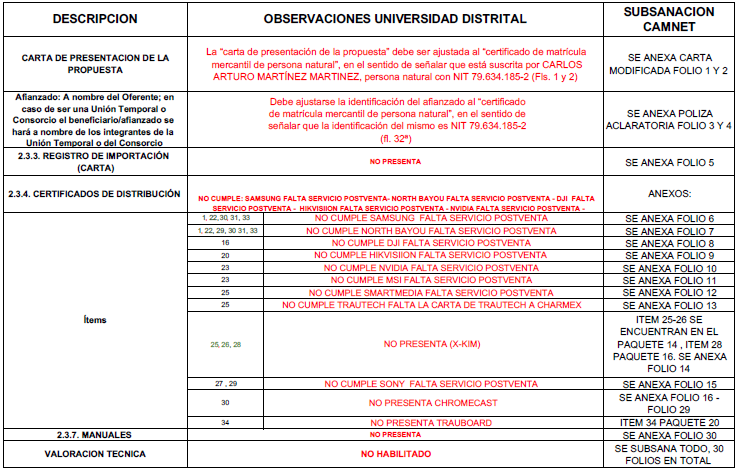 DESCRIPCION
OBSERVACIONES UNIVERSIDAD DISTRITAL
SUBSANACION
CAMNET
CARTA DE PRESENTACION DE LA
PROPUESTA
La “carta de presentación de la propuesta” debe ser ajustada al “certificado de matrícula
mercantil de persona natural”, en el sentido de señalar que está suscrita por CARLOS
ARTURO MARTÍNEZ MARTINEZ, persona natural con NIT 79.634.185-2 (Fls. 1 y 2)
SE ANEXA CARTA
MODIFICADA FOLIO 1 Y 2
Afianzado: A nombre del Oferente; en
caso de ser una Unión Temporal o
Consorcio el beneficiario/afianzado se
hará a nombre de los integrantes de la
Unión Temporal o del Consorcio
Debe ajustarse la identificación del afianzado al “certificado
de matrícula mercantil de persona natural”, en el sentido de
señalar que la identificación del mismo es NIT 79.634.185-2
(fl. 32ª)
SE ANEXA POLIZA
ACLARATORIA FOLIO 3 Y 4
2.3.3. REGISTRO DE IMPORTACIÓN
(CARTA)
NO PRESENTA
SE ANEXA FOLIO 5
2.3.4. CERTIFICADOS DE DISTRIBUCIÓN
NO CUMPLE: SAMSUNG FALTA SERVICIO POSTVENTA- NORTH BAYOU FALTA SERVICIO POSTVENTA - DJI FALTA
SERVICIO POSTVENTA - HIKVISIION FALTA SERVICIO POSTVENTA - NVIDIA FALTA SERVICIO POSTVENTA -
ANEXOS:
Ítems
1, 22,30, 31, 33
NO CUMPLE SAMSUNG FALTA SERVICIO POSTVENTA
SE ANEXA FOLIO 6
1, 22, 29, 30 31, 33
NO CUMPLE NORTH BAYOU FALTA SERVICIO POSTVENTA
SE ANEXA FOLIO 7
16
NO CUMPLE DJI FALTA SERVICIO POSTVENTA
SE ANEXA FOLIO 8
20
NO CUMPLE HIKVISIION FALTA SERVICIO POSTVENTA
SE ANEXA FOLIO 9
23
NO CUMPLE NVIDIA FALTA SERVICIO POSTVENTA
SE ANEXA FOLIO 10
23
NO CUMPLE MSI FALTA SERVICIO POSTVENTA
SE ANEXA FOLIO 11
25
NO CUMPLE SMARTMEDIA FALTA SERVICIO POSTVENTA
SE ANEXA FOLIO 12
25
NO CUMPLE TRAUTECH FALTA LA CARTA DE TRAUTECH A CHARMEX
SE ANEXA FOLIO 13
25, 26, 28
NO PRESENTA (X-KIM)
ITEM 25-26 SE
ENCUENTRAN EN EL
PAQUETE 14 , ITEM 28
PAQUETE 16. SE ANEXA
FOLIO 14
27 , 29
NO CUMPLE SONY FALTA SERVICIO POSTVENTA
SE ANEXA FOLIO 15
30
NO PRESENTA CHROMECAST
SE ANEXA FOLIO 16 -
FOLIO 29
34
NO PRESENTA TRAUBOARD
ITEM 34 PAQUETE 20
2.3.7. MANUALES
NO PRESENTA
SE ANEXA FOLIO 30
VALORACION TECNICA
NO HABILITADO
SE SUBSANA TODO, 30
FOLIOS EN TOTAL